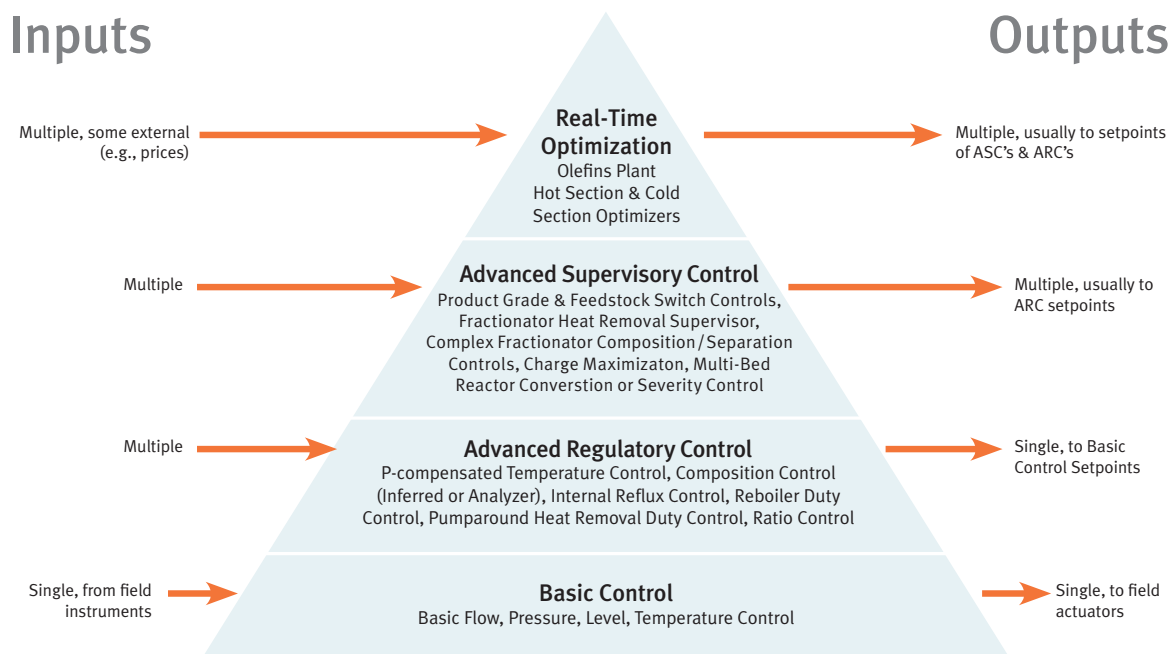 Inputs
Outputs
Multiple, some external
(e.g., prices)
Real-Time
Optimization
Olefins Plant
Hot Section & Cold
Section Optimizers
Multiple, usually to setpoints
of ASC's & ARC's
Multiple
Advanced Supervisory Control
Product Grade & Feedstock Switch Controls,
Fractionator Heat Removal Supervisor,
Complex Fractionator Composition/Separation
Controls, Charge Maximizaton, Multi-Bed
Reactor Converstion or Severity Control
Multiple, usually to
ARC setpoints
Multiple
Advanced Regulatory Control
P-compensated Temperature Control, Composition Control
(Inferred or Analyzer), Internal Reflux Control, Reboiler Duty
Control, Pumparound Heat Removal Duty Control, Ratio Control
Single, to Basic
Control Setpoints
Single, from field
instruments
Basic Control
Basic Flow, Pressure, Level, Temperature Control
Single, to field
actuators